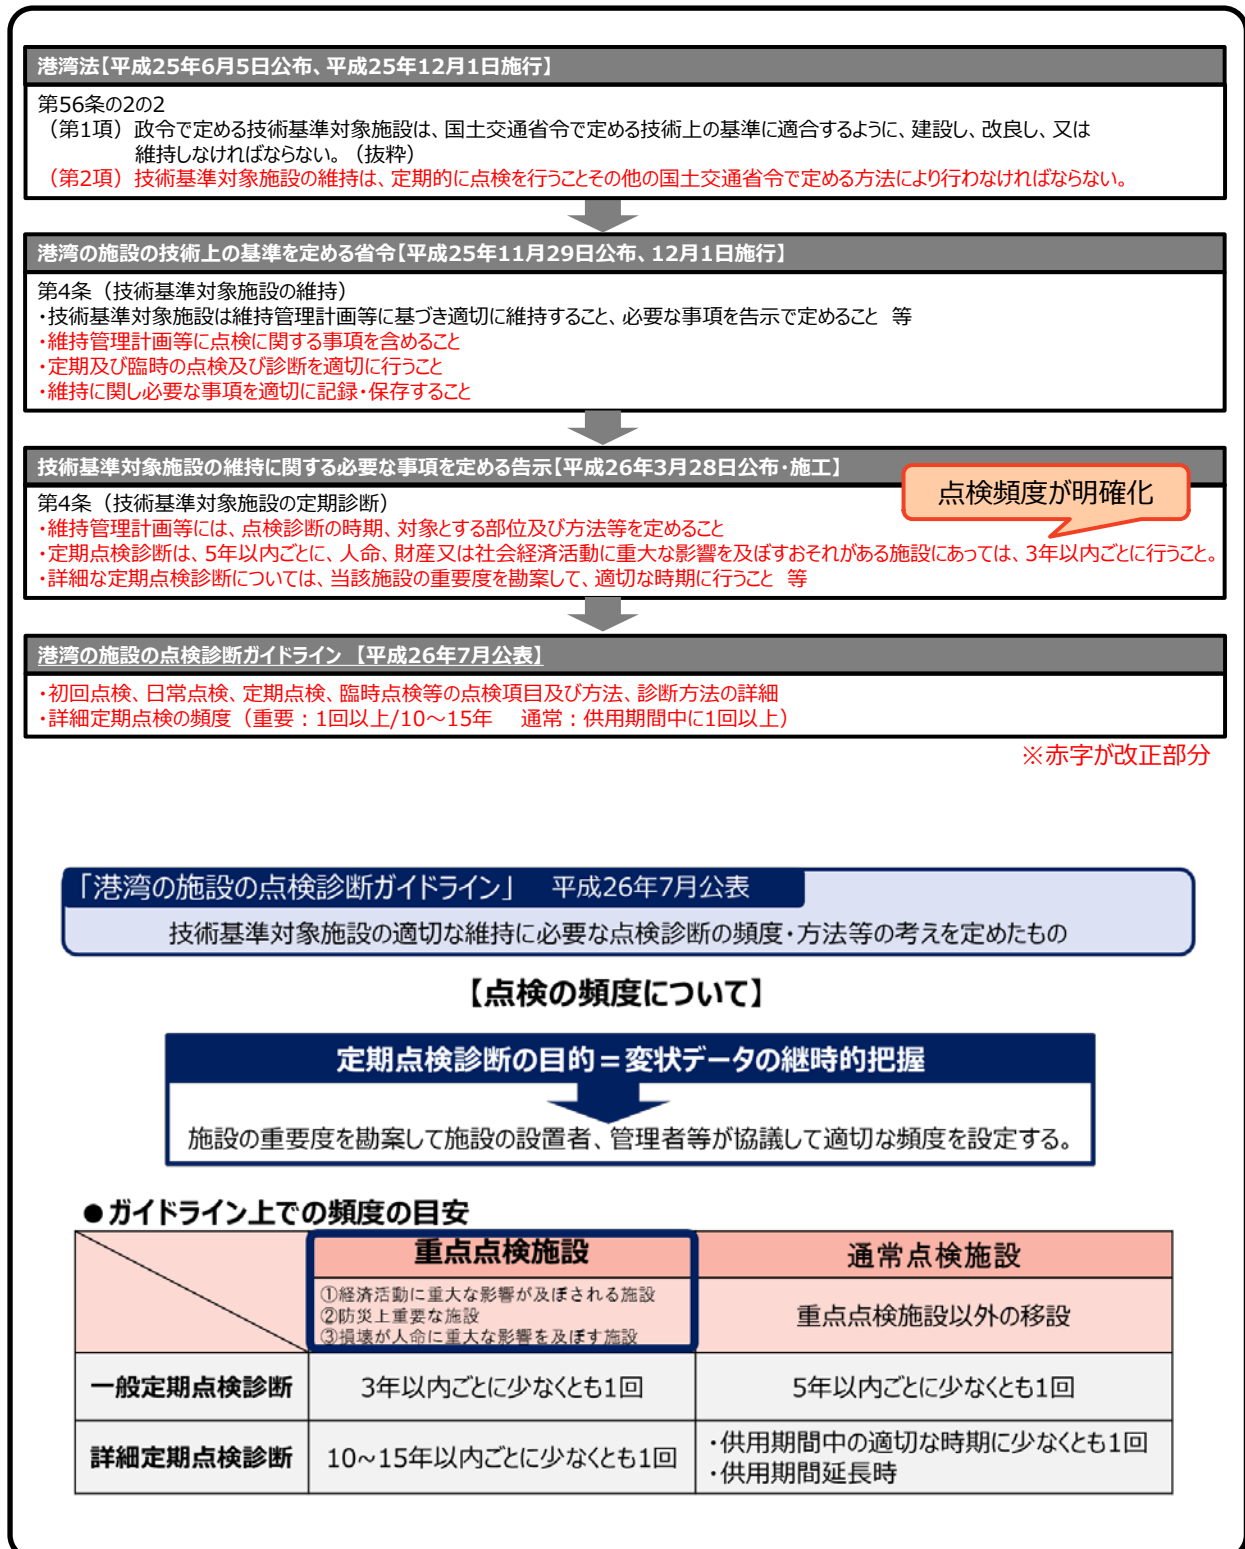 港湾法【平成25年6月5日公布、平成25年12月1日施行】
第56条の2の2
（第1項）政令で定める技術基準対象施設は、国土交通省令で定める技術上の基準に適合するように、建設し、改良し、又は
維持しなければならない。（抜粋）
（第2項）技術基準対象施設の維持は、定期的に点検を行うことその他の国土交通省令で定める方法により行わなければならない。
港湾の施設の技術上の基準を定める省令【平成25年11月29日公布、12月1日施行】
第4条（技術基準対象施設の維持）
・技術基準対象施設は維持管理計画等に基づき適切に維持すること、必要な事項を告示で定めること 等
・維持管理計画等に点検に関する事項を含めること
・定期及び臨時の点検及び診断を適切に行うこと
・維持に関し必要な事項を適切に記録・保存すること
技術基準対象施設の維持に関する必要な事項を定める告示【平成26年3月28日公布・施工】
点検頻度が明確化
第4条（技術基準対象施設の定期診断）
・維持管理計画等には、点検診断の時期、対象とする部位及び方法等を定めること
・定期点検診断は、5年以内ごとに、人命、財産又は社会経済活動に重大な影響を及ぼすおそれがある施設にあっては、3年以内ごとに行うこと。
・詳細な定期点検診断については、当該施設の重要度を勘案して、適切な時期に行うこと 等
港湾の施設の点検診断ガイドライン 【平成26年7月公表】
・初回点検、日常点検、定期点検、臨時点検等の点検項目及び方法、診断方法の詳細
・詳細定期点検の頻度（重要：1回以上/10～15年 通常：供用期間中に1回以上）
※赤字が改正部分
「港湾の施設の点検診断ガイドライン」 平成26年7月公表
技術基準対象施設の適切な維持に必要な点検診断の頻度・方法等の考えを定めたもの
【点検の頻度について】
定期点検診断の目的＝変状データの継時的把握
施設の重要度を勘案して施設の設置者、管理者等が協議して適切な頻度を設定する。
●ガイドライン上での頻度の目安
重点点検施設 通常点検施設
①経済活動に重大な影響が及ぼされる施設
②防災上重要な施設
③損壊が人命に重大な影響を及ぼす施設
重点点検施設以外の移設
一般定期点検診断 3年以内ごとに少なくとも1回 5年以内ごとに少なくとも1回
詳細定期点検診断 10~15年以内ごとに少なくとも1回
・供用期間中の適切な時期に少なくとも1回
・供用期間延長時